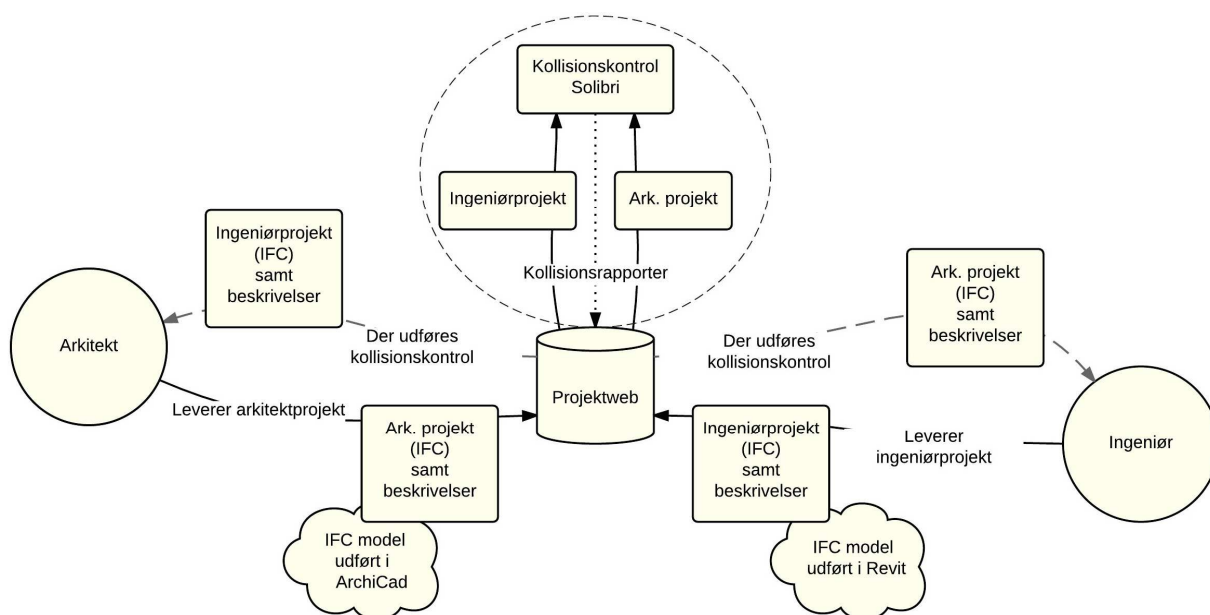 Kollisionskontrol
Solibri
Ingeniørprojekt
Ark. projekt
Kollisionsrapporter
Ingeniørprojekt
(IFC)
samt
beskrivelser
Ark. projekt
(IFC)
samt
beskrivelser
Arkitekt
Der udføres
kollisionskontrol
Der udføres
kollisionskontrol
Projektweb
Leverer arkitektprojekt
Ark. projekt
(IFC)
samt
beskrivelser
Ingeniørprojekt
(IFC)
samt
beskrivelser
Leverer
ingeniørprojekt
Ingeniør
IFC model
udført i
ArchiCad
IFC model
udført i Revit